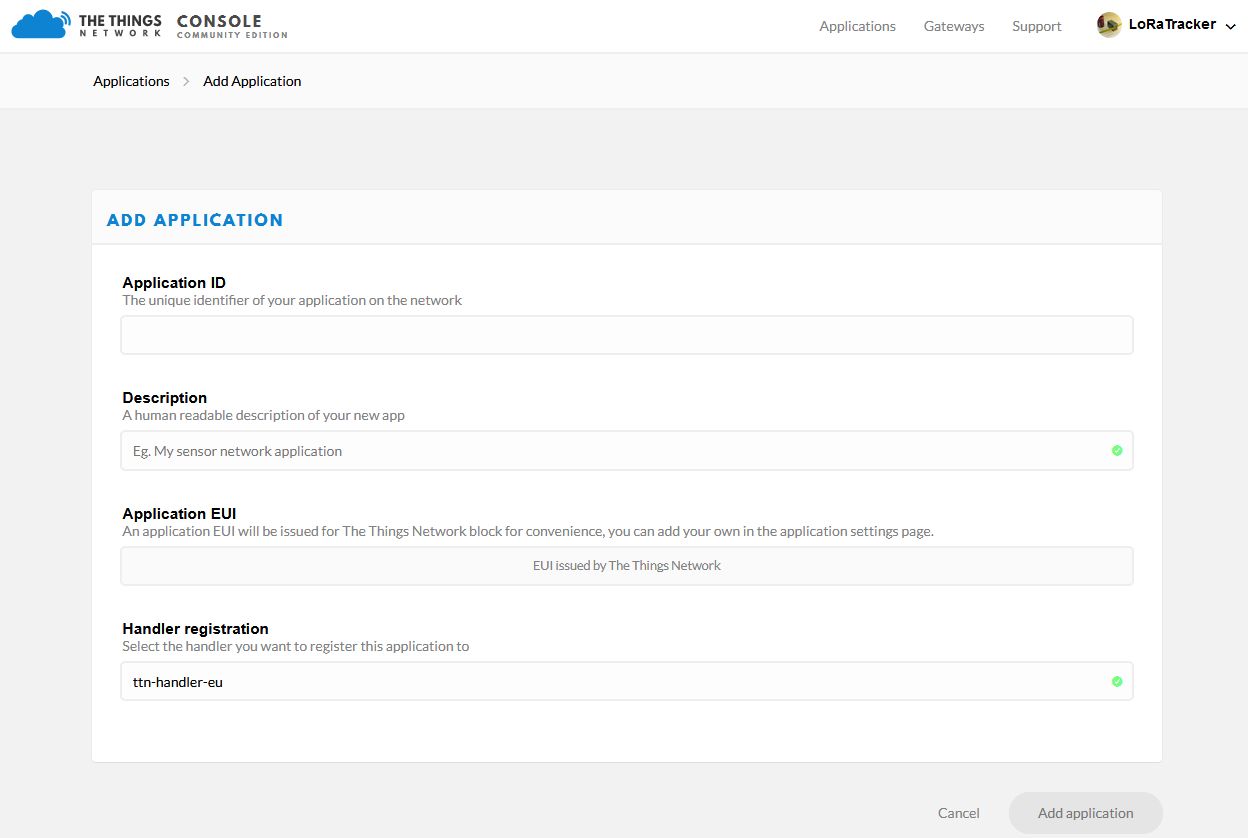 THE THINGS
NETWORK
CONSOLE
COMMUNITY EDITION
Applications
Gateways
Support
LoRaTracker
Applications
Add Application
ADD APPLICATION
Application ID
The unique identifier of your application on the network
Description
A human readable description of your new app
Eg. My sensor network application
Application EUI
An application EUI will be issued for The Things Network block for convenience, you can add your own in the application settings page.
EUI issued by The Things Network
Handler registration
Select the handler you want to register this application to
ttn-handler-eu
Cancel
Add application